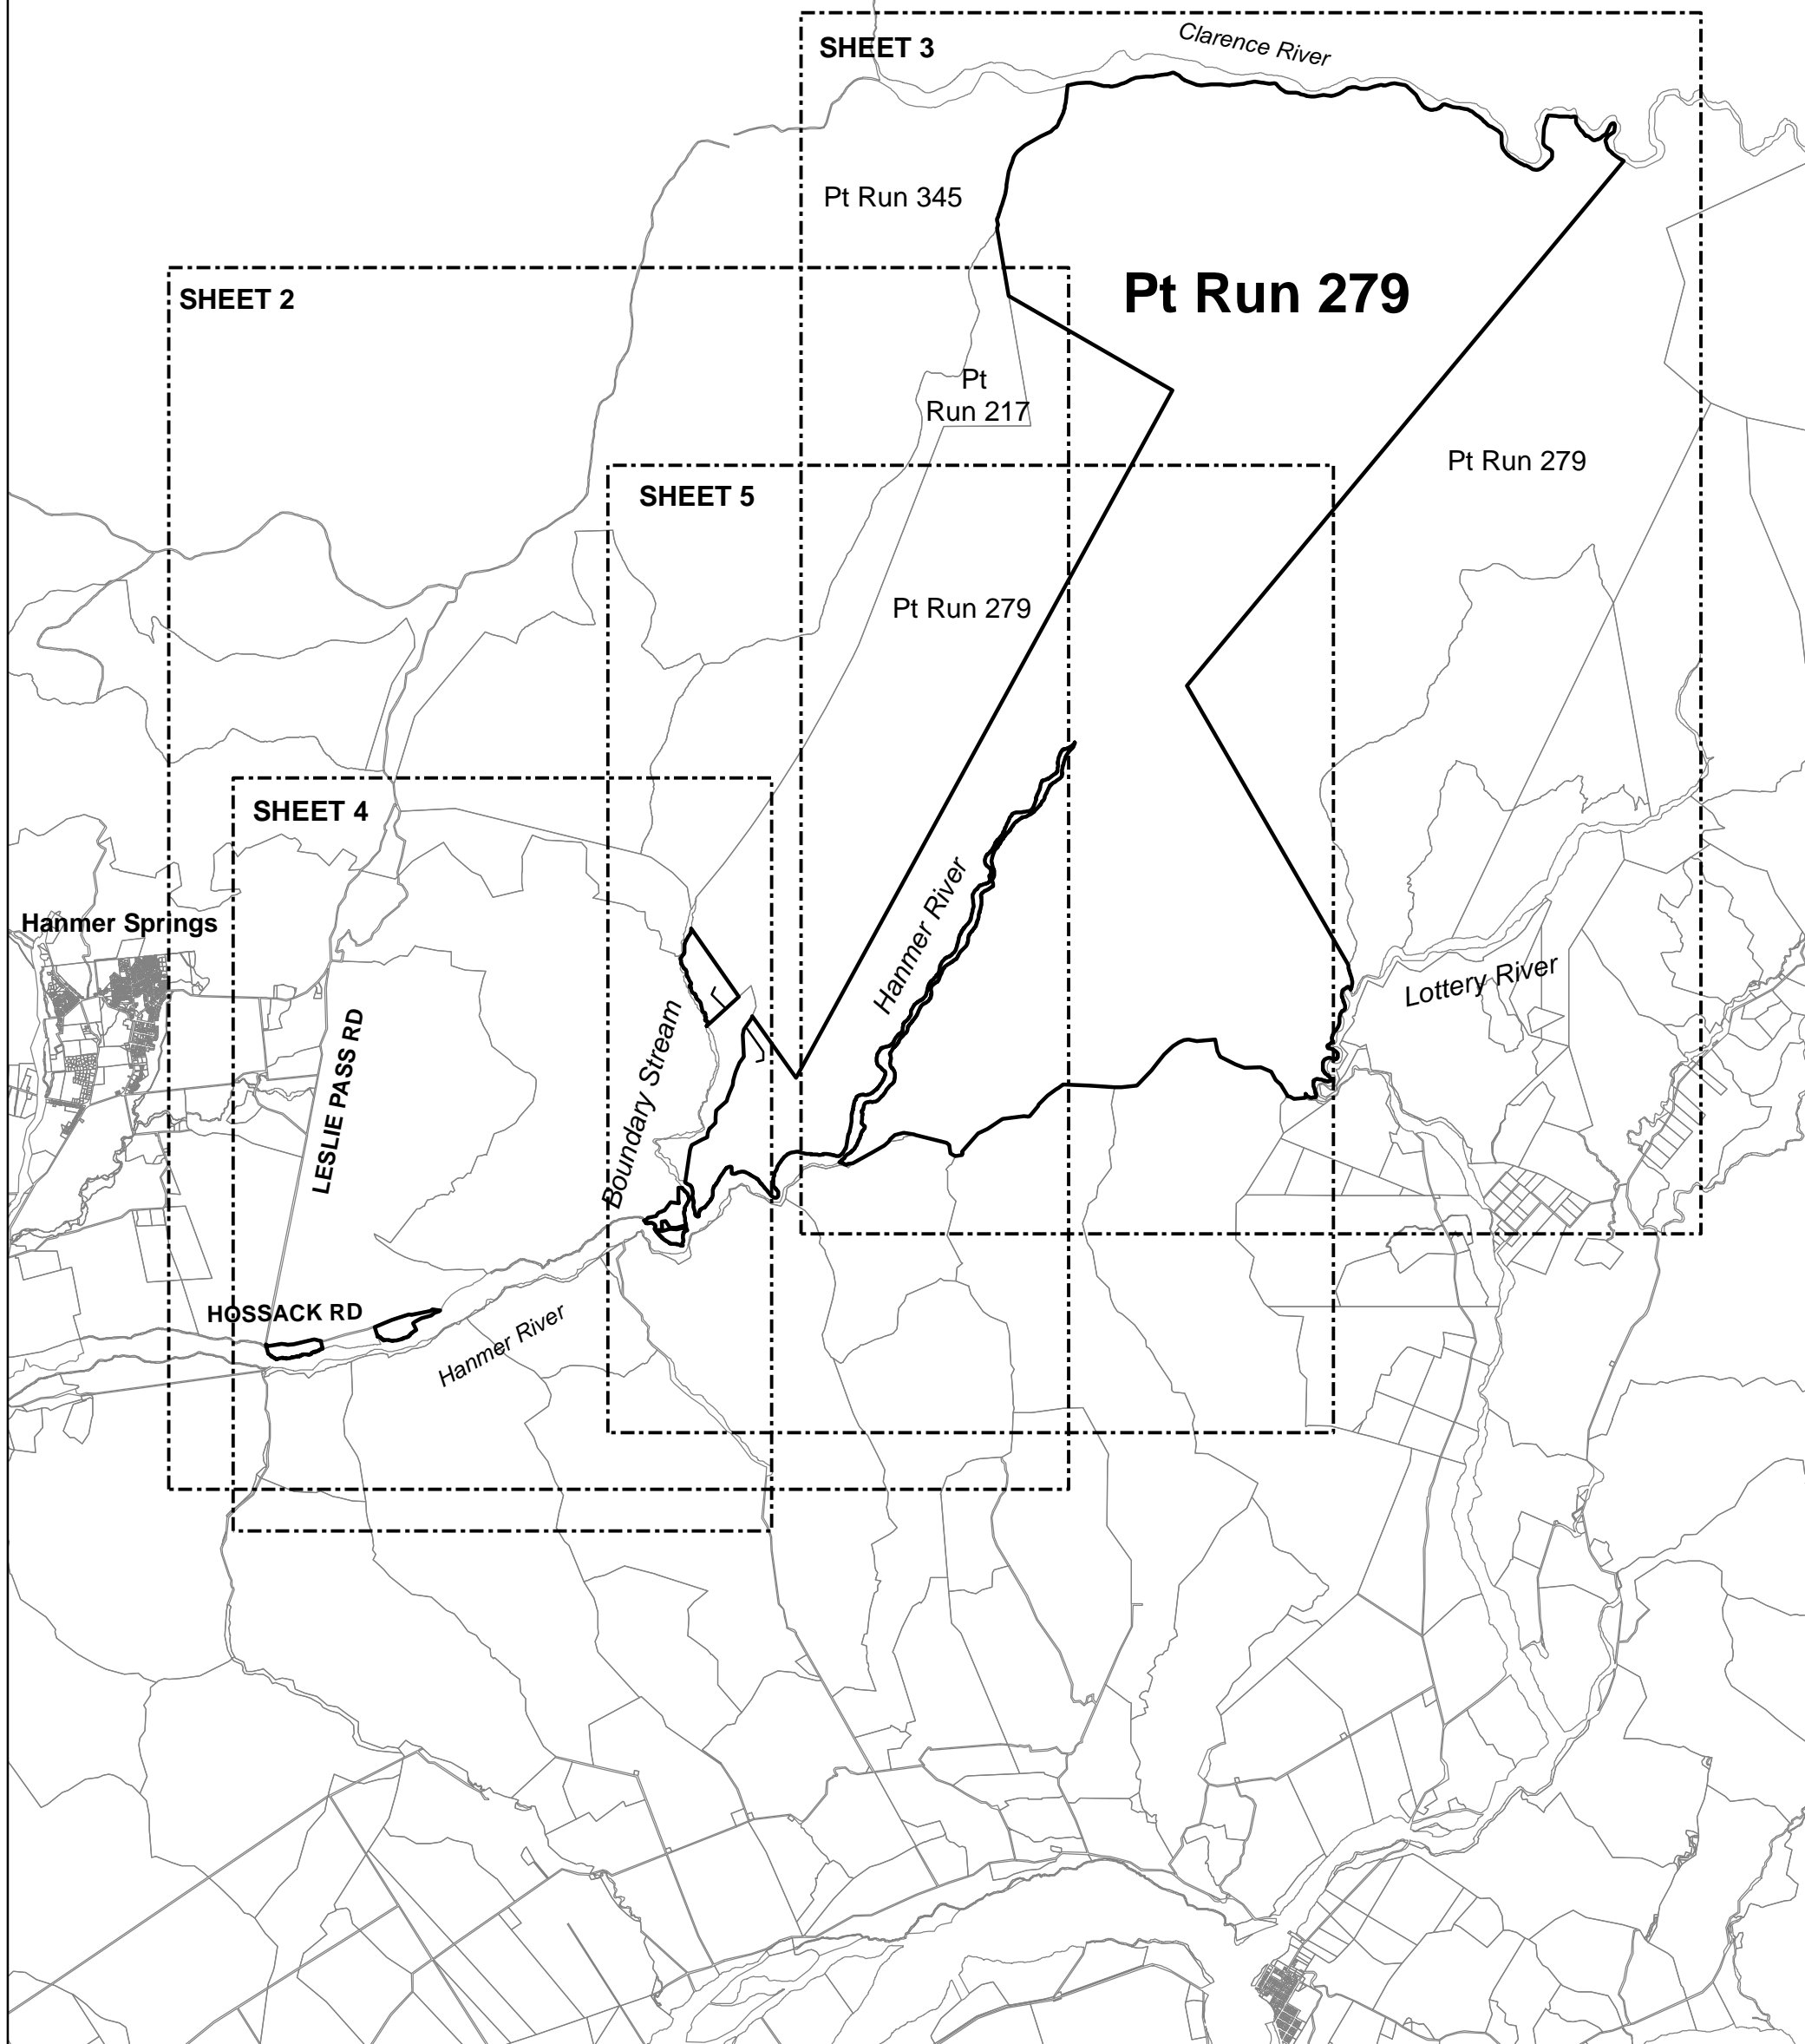 Clarence River
SHEET 3
Pt Run 345
Pt Run 279
SHEET 2
Pt
Run 217
Pt Run 279
SHEET 5
Pt Run 279
SHEET 4
Hanmer River
Hanmer Springs
Lottery River
LESLIE PASS RD
Boundary Stream
HOSSACK RD
Hanmer River